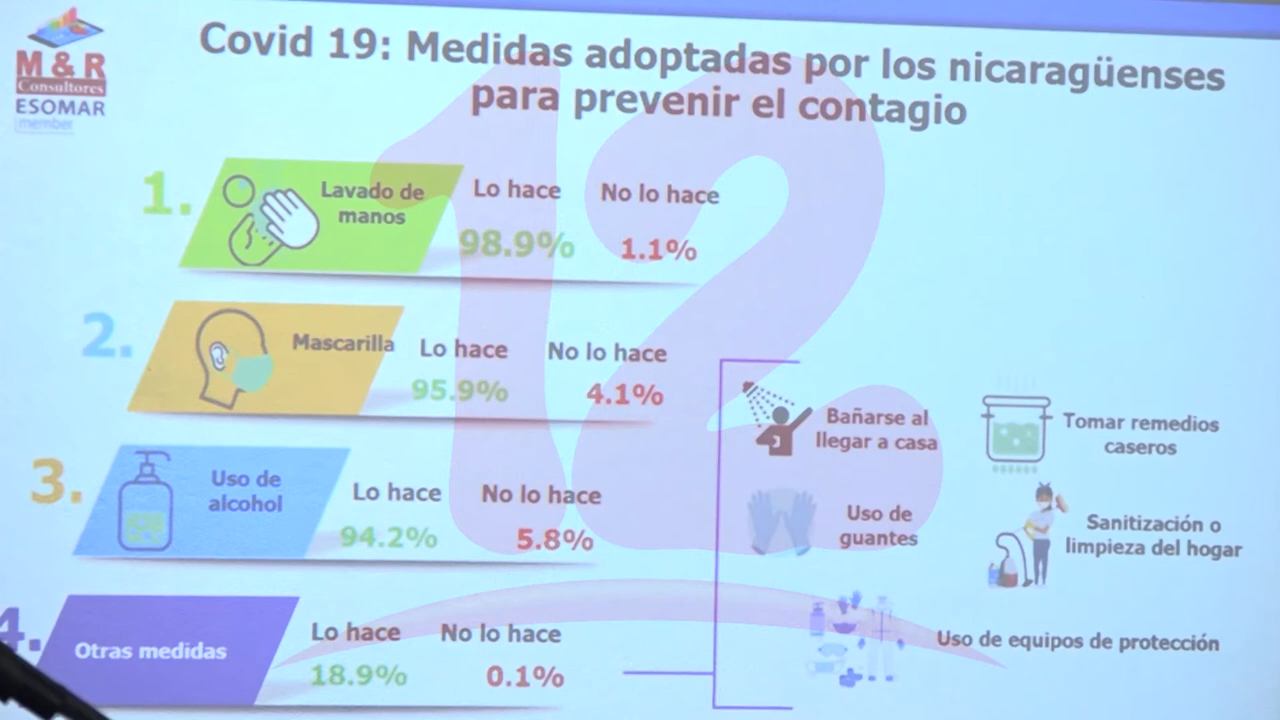 M & R
Consultores
ESOMAR
member
Covid 19: Medidas adoptadas por los nicaragüenses
para prevenir el contagio
12
1.
Lavado de
manos
Lo hace
No lo hace
98.9%
1.1%
2.
Mascarilla
Lo hace
No lo hace
95.9%
4.1%
3.
Uso de
alcohol
Lo hace
No lo hace
94.2%
5.8%
4.
Otras medidas
Lo hace
No lo hace
18.9%
0.1%
Bañarse al
llegar a casa
Tomar remedios
caseros
Uso de
guantes
Sanitización o
limpieza del hogar
Uso de equipos de protección